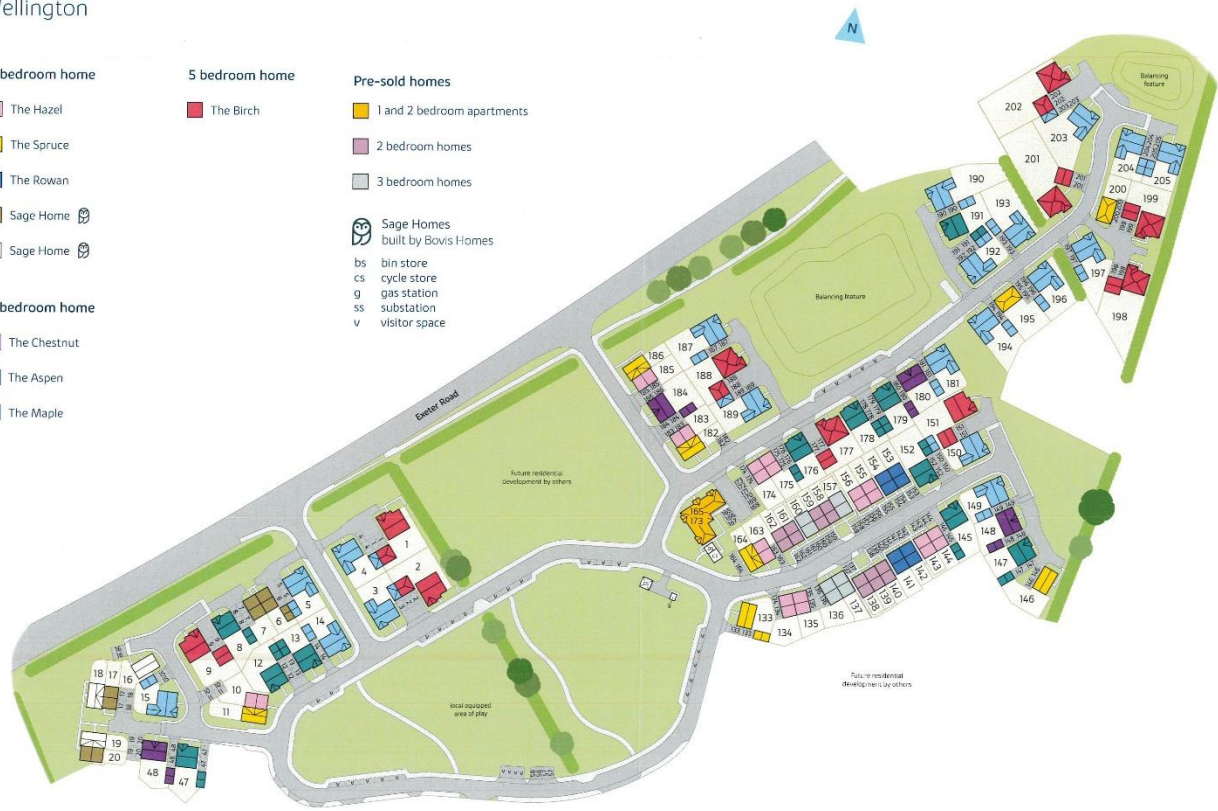 ellington
N
bedroom home
The Hazel
The Spruce
The Rowan
Sage Home
Sage Home
bedroom home
The Chestnut
The Aspen
The Maple
5 bedroom home
The Birch
Pre-sold homes
1 and 2 bedroom apartments
2 bedroom homes
3 bedroom homes
Sage Homes
built by Bovis Homes
bs bin store
cs cycle store
g gas station
ss substation
v visitor space
Balancing
feature
202
203
201
204
205
200
199
190
193
191
192
197
198
196
195
194
Balancing feature
Exeter Road
187
186
185
188
184
183
189
182
181
180
179
151
178
177
152
150
176
153
175
154
174
155
156
157
158
159
160
161
162
163
164
165-
173
Future residential
development by others
1
4
2
3
149
148
145
147
146
144
143
142
141
140
139
138
137
136
135
134
133
5
6
14
7
13
8
12
9
10
11
18
17
16
15
19
20
48
47
local equipped
area of play
Future residential
development by others